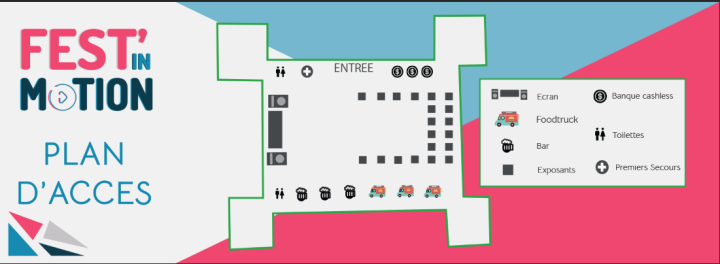 FEST'
IN
MOTION
PLAN
D'ACCES
ENTREE
Ecran
Foodtruck
Bar
Exposants
Banque cashless
Toilettes
Premiers Secours